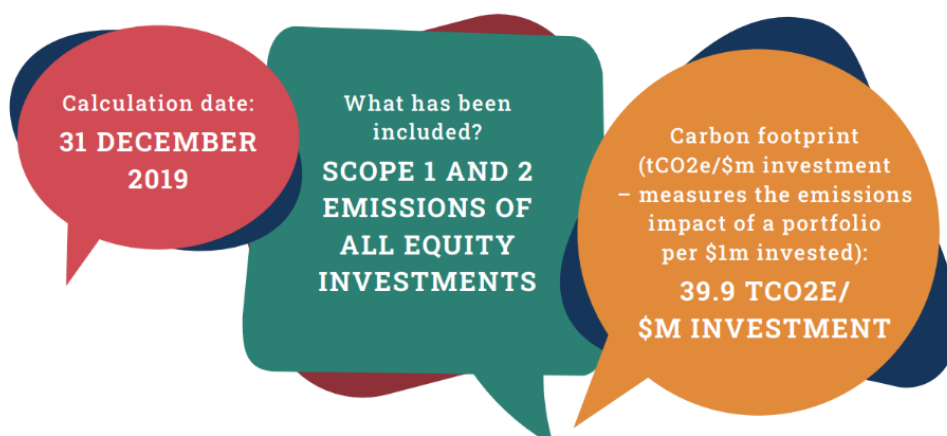 Calculation date:
31 DECEMBER
2019
What has been
included?
SCOPE 1 AND 2
EMISSIONS OF
ALL EQUITY
INVESTMENTS
Carbon footprint
(tCO2e/$m investment
– measures the emissions
impact of a portfolio
per $1m invested):
39.9 TCO2E/
$M INVESTMENT